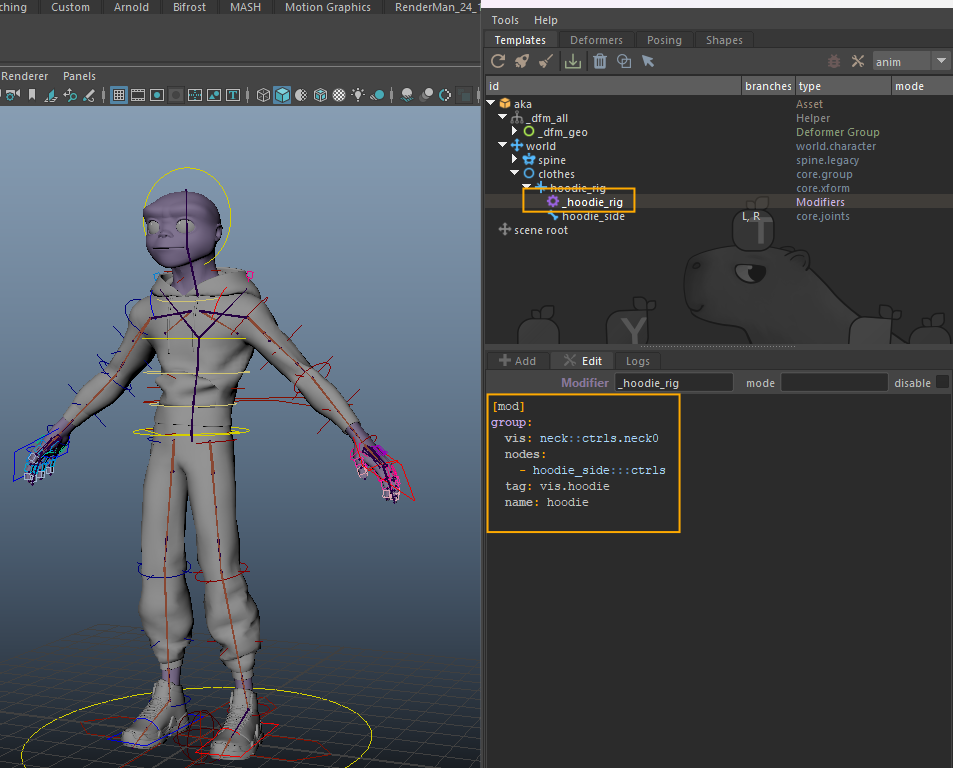 ching Custom Arnold Bifrost MASH Motion Graphics RenderMan_24_
Renderer Panels
Tools Help
Templates Deformers Posing Shapes
anim
id branches type mode
aka Asset
_dfm_all Helper
_dfm_geo Deformer Group
world world.character
spine spine.legacy
clothes core.group
hoodie_rig core.xform
_hoodie_rig Modifiers
hoodie_side L, R core.joints
scene root
T
Y
Add Edit Logs
Modifier _hoodie_rig mode disable
[mod]
group:
vis: neck::ctrls.neck0
nodes:
- hoodie_side:::ctrls
tag: vis.hoodie
name: hoodie